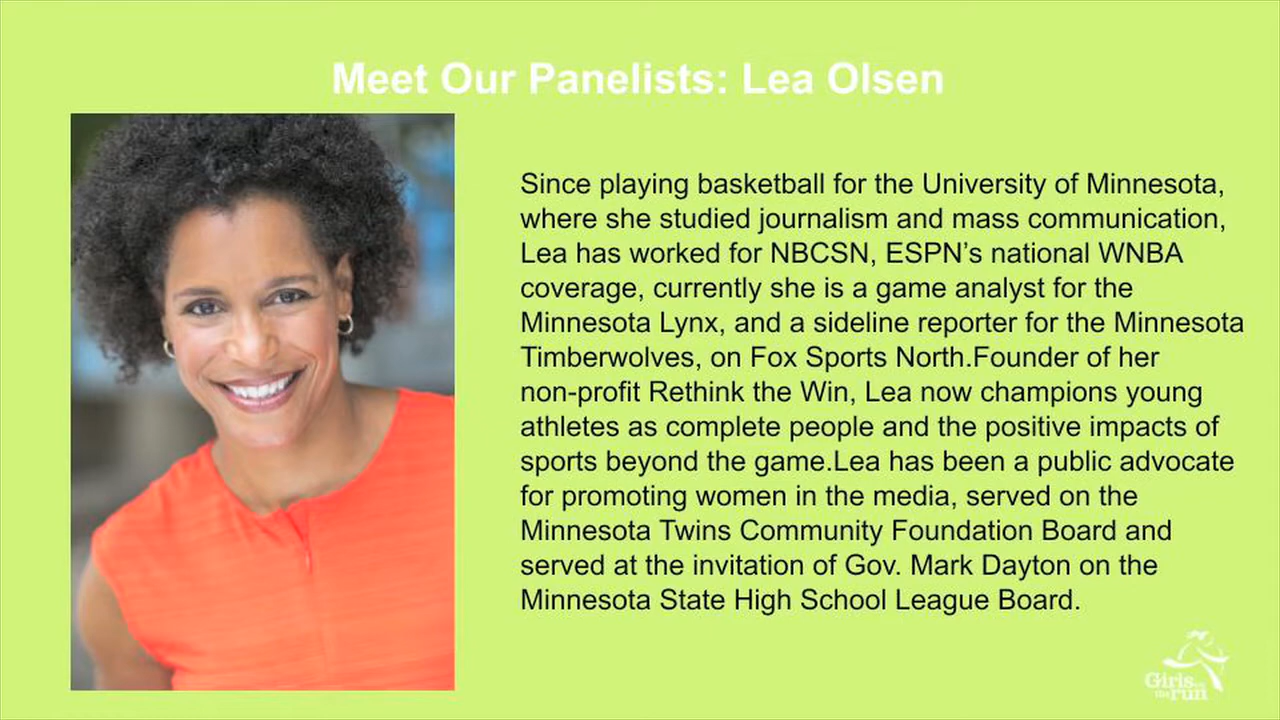 Meet Our Panelists: Lea Olsen
Since playing basketball for the University of Minnesota,
where she studied journalism and mass communication,
Lea has worked for NBCSN, ESPN’s national WNBA
coverage, currently she is a game analyst for the
Minnesota Lynx, and a sideline reporter for the Minnesota
Timberwolves, on Fox Sports North.Founder of her
non-profit Rethink the Win, Lea now champions young
athletes as complete people and the positive impacts of
sports beyond the game.Lea has been a public advocate
for promoting women in the media, served on the
Minnesota Twins Community Foundation Board and
served at the invitation of Gov. Mark Dayton on the
Minnesota State High School League Board.
Girls on
the run